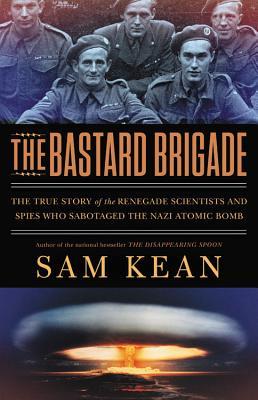 THE BASTARD BRIGADE
THE TRUE STORY of the RENEGADE SCIENTISTS AND
SPIES WHO SABOTAGED THE NAZI ATOMIC BOMB
Author of the national bestseller THE DISAPPEARING SPOON
SAM KEAN